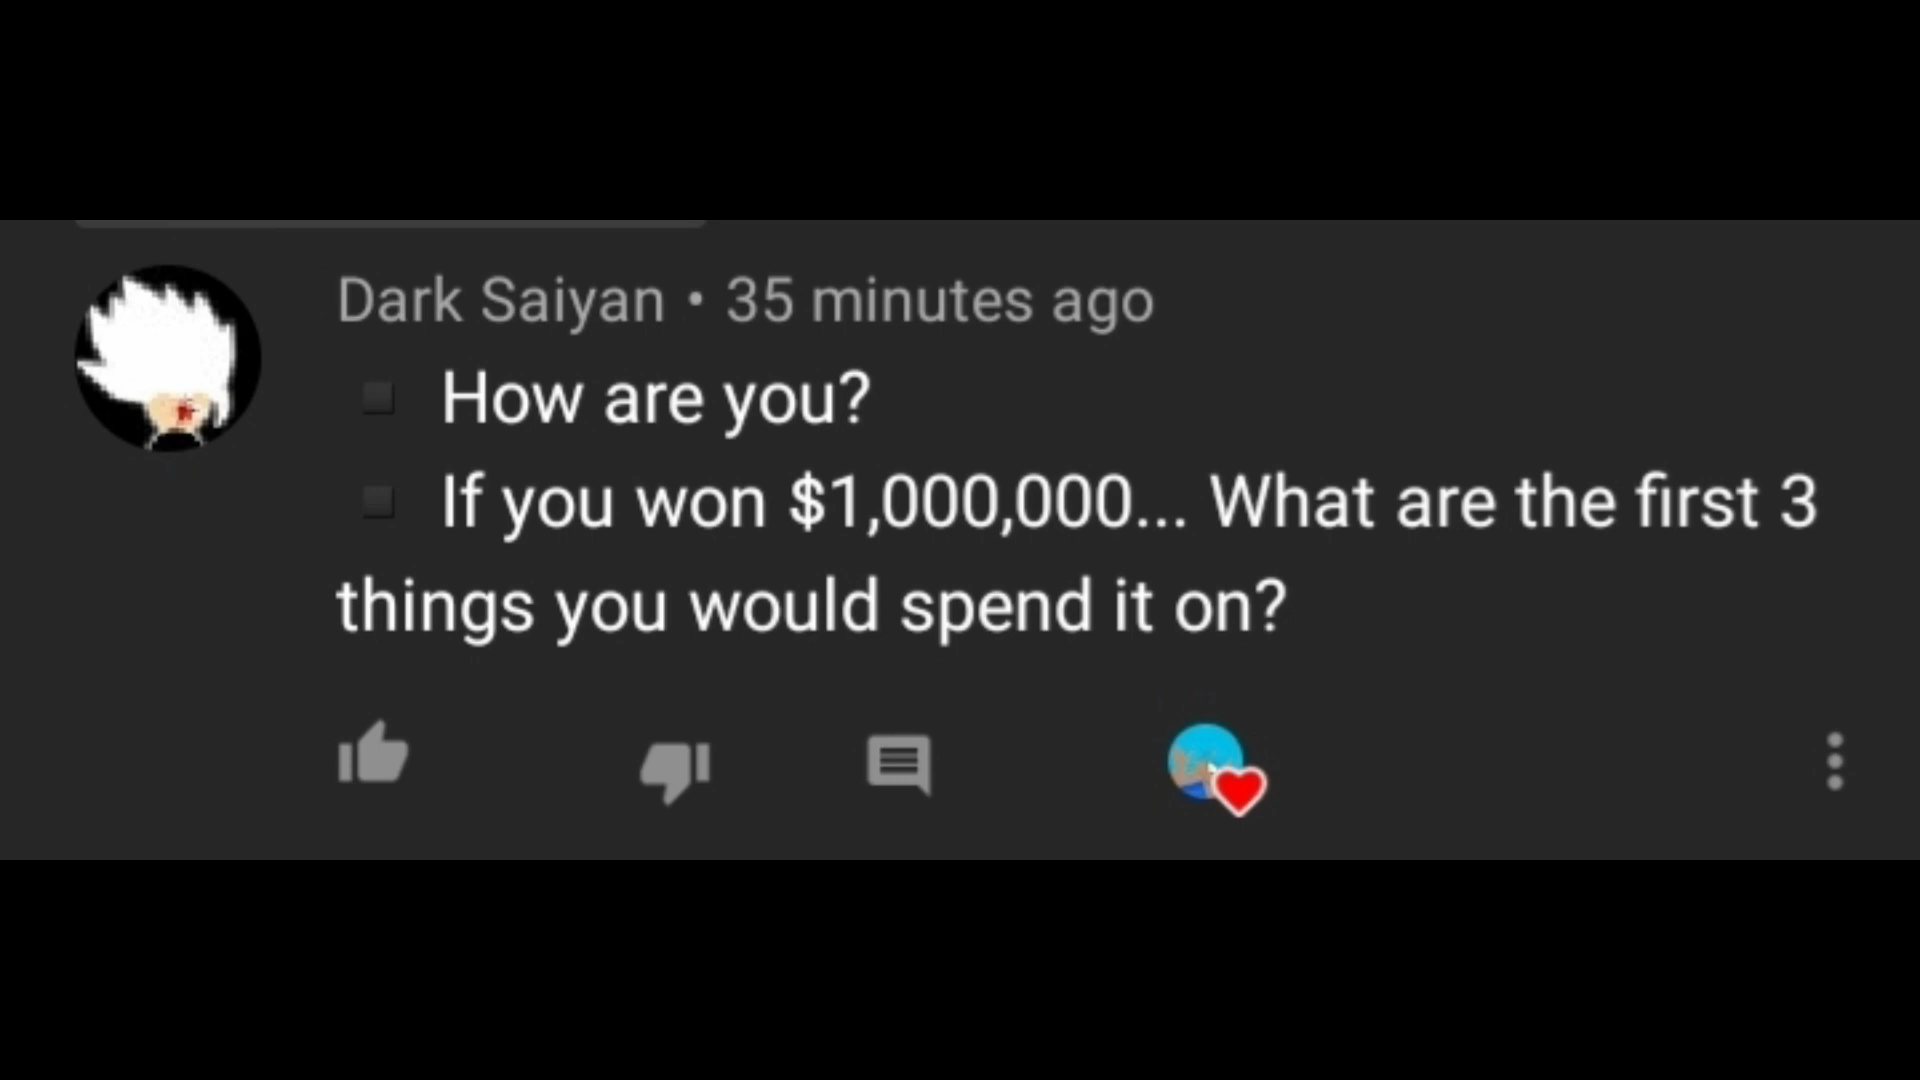 Dark Saiyan • 35 minutes ago
▪ How are you?
▪ If you won $1,000,000... What are the first 3
things you would spend it on?